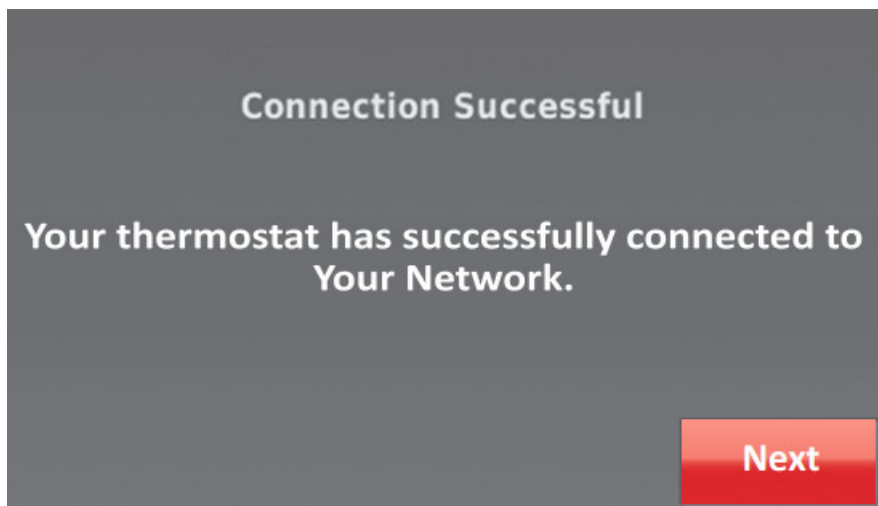 Connection Successful
Your thermostat has successfully connected to
Your Network.
Next